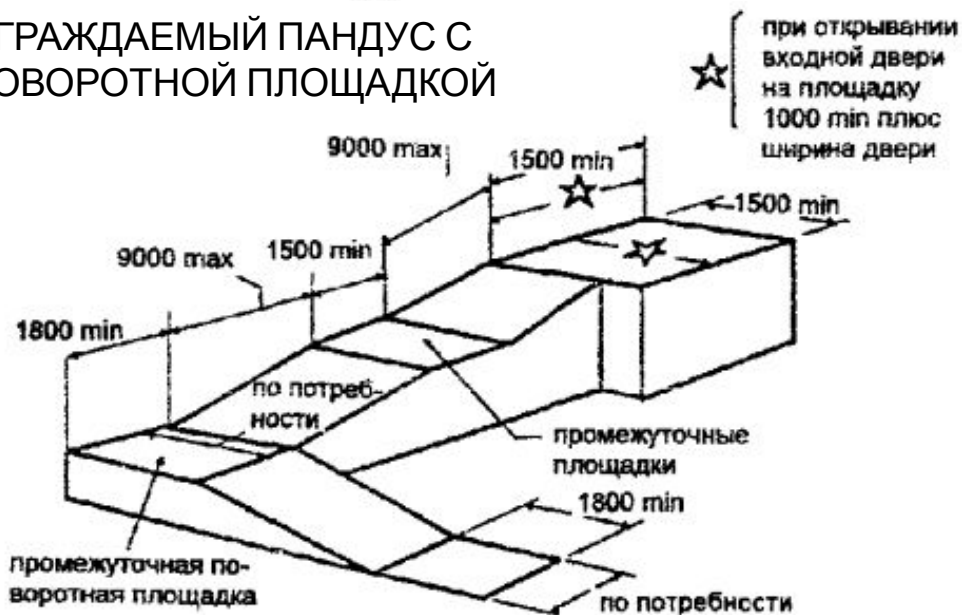 ГРАЖДАЕМЫЙ ПАНДУС С
ОВОРОТНОЙ ПЛОЩАДКОЙ
при открывании
входной двери
на площадку
1000 min плюс
ширина двери
9000 max
1500 min
1500 min
9000 max
1500 min
1800 min
по потреб-
ности
промежуточные
площадки
1800 min
промежуточная по-
воротная площадка
по потребности